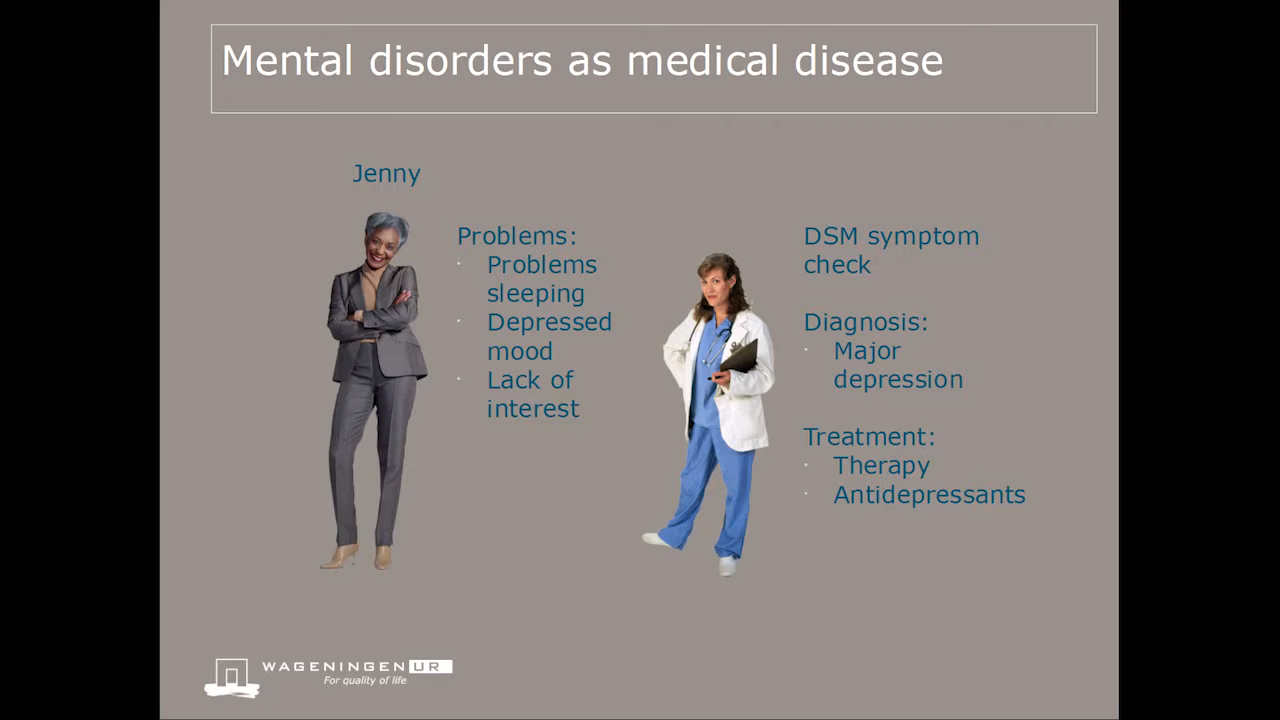 Mental disorders as medical disease
Jenny
Problems:
· Problems
sleeping
· Depressed
mood
· Lack of
interest
DSM symptom
check
Diagnosis:
· Major
depression
Treatment:
· Therapy
· Antidepressants
WAGENINGEN UR
For quality of life